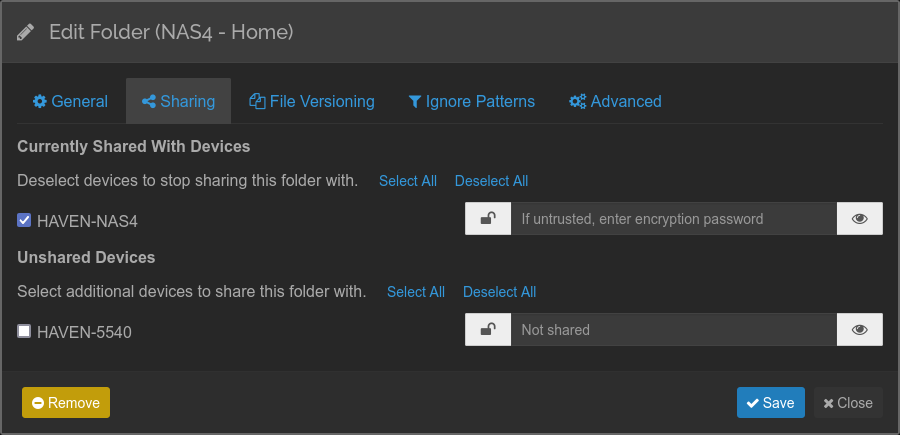 Edit Folder (NAS4 - Home)
General Sharing File Versioning Ignore Patterns Advanced
Currently Shared With Devices
Deselect devices to stop sharing this folder with. Select All Deselect All
HAVEN-NAS4 If untrusted, enter encryption password
Unshared Devices
Select additional devices to share this folder with. Select All Deselect All
HAVEN-5540 Not shared
Remove Save Close